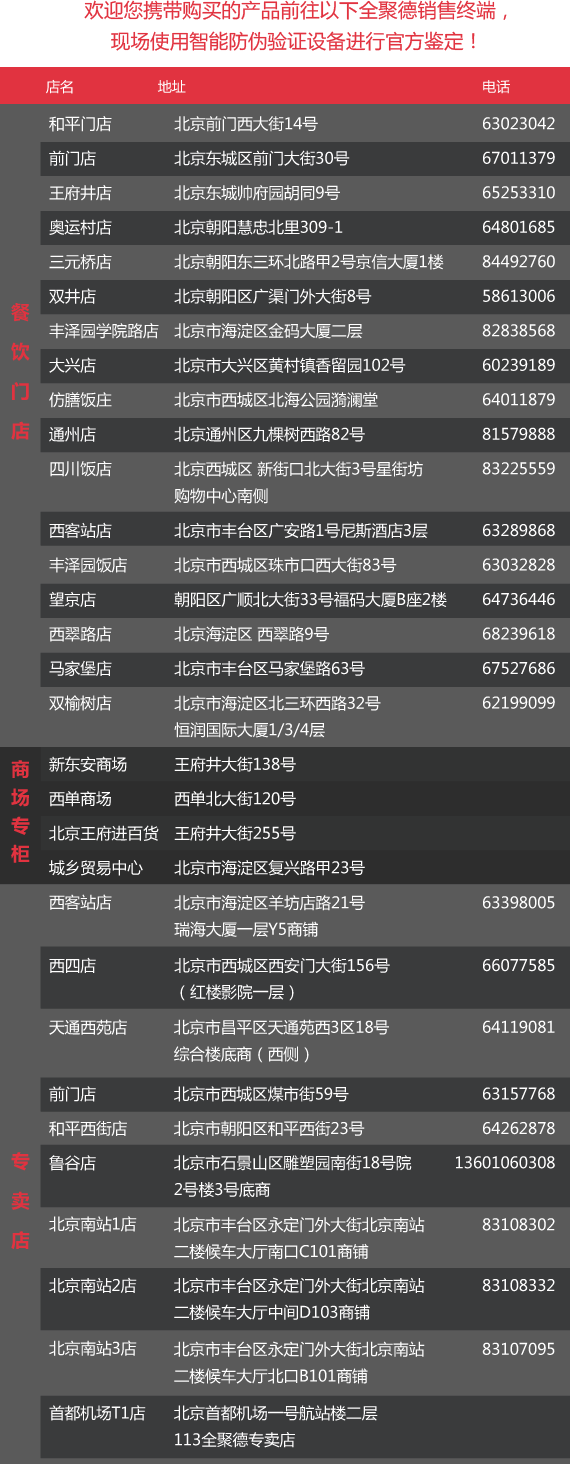 欢迎您携带购买的产品前往以下全聚德销售终端，
现场使用智能防伪验证设备进行官方鉴定！
店名 地址 电话
餐饮门店
和平门店 北京前门西大街14号 63023042
前门店 北京东城区前门大街30号 67011379
王府井店 北京东城帅府园胡同9号 65253310
奥运村店 北京朝阳慧忠北里309-1 64801685
三元桥店 北京朝阳东三环北路甲2号京信大厦1楼 84492760
双井店 北京朝阳区广渠门外大街8号 58613006
丰泽园学院路店 北京市海淀区金码大厦二层 82838568
大兴店 北京市大兴区黄村镇香留园102号 60239189
仿膳饭庄 北京市西城区北海公园漪澜堂 64011879
通州店 北京通州区九棵树西路82号 81579888
四川饭店 北京西城区 新街口北大街3号星街坊 83225559
购物中心南侧
西客站店 北京市丰台区广安路1号尼斯酒店3层 63289868
丰泽园饭店 北京市西城区珠市口西大街83号 63032828
望京店 朝阳区广顺北大街33号福码大厦B座2楼 64736446
西翠路店 北京海淀区 西翠路9号 68239618
马家堡店 北京市丰台区马家堡路63号 67527686
双榆树店 北京市海淀区北三环西路32号 62199099
恒润国际大厦1/3/4层
商场专柜
新东安商场 王府井大街138号
西单商场 西单北大街120号
北京王府进百货 王府井大街255号
城乡贸易中心 北京市海淀区复兴路甲23号
专卖店
西客站店 北京市海淀区羊坊店路21号 63398005
瑞海大厦一层Y5商铺
西四店 北京市西城区西安门大街156号 66077585
（红楼影院一层）
天通西苑店 北京市昌平区天通苑西3区18号 64119081
综合楼底商（西侧）
前门店 北京市西城区煤市街59号 63157768
和平西街店 北京市朝阳区和平西街23号 64262878
鲁谷店 北京市石景山区雕塑园南街18号院 13601060308
2号楼3号底商
北京南站1店 北京市丰台区永定门外大街北京南站 83108302
二楼候车大厅南口C101商铺
北京南站2店 北京市丰台区永定门外大街北京南站 83108332
二楼候车大厅中间D103商铺
北京南站3店 北京市丰台区永定门外大街北京南站 83107095
二楼候车大厅北口B101商铺
首都机场T1店 北京首都机场一号航站楼二层
113全聚德专卖店